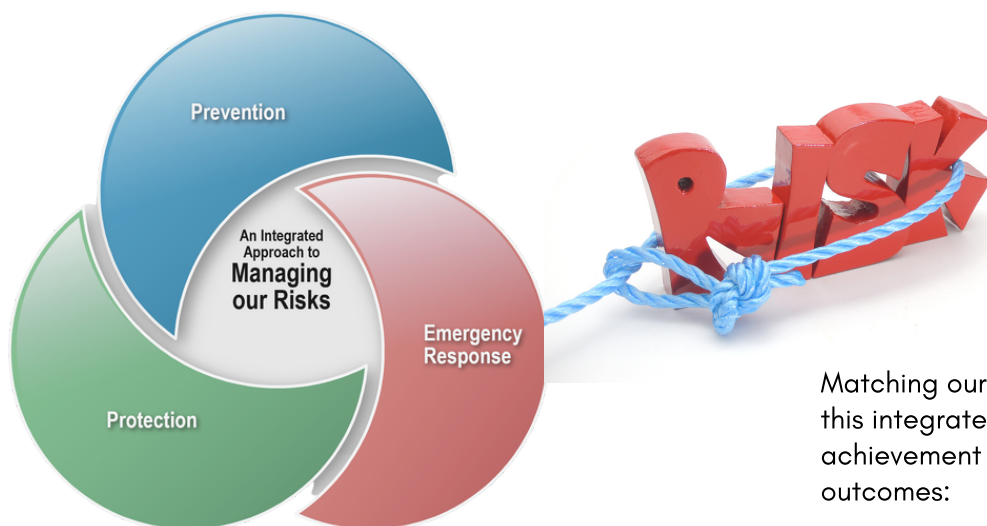 Prevention
An Integrated
Approach to
Managing
our Risks
Emergency
Response
Protection
RISK
Matching our
this integrate
achievement
outcomes: